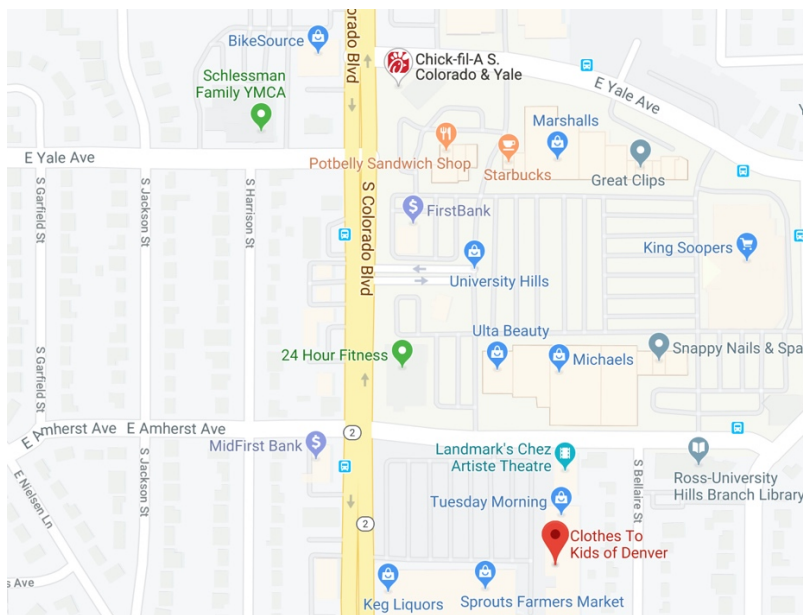 BikeSource
orado Blvd
Chick-fil-A S.
Colorado & Yale
E Yale Ave
Schlessman
Family YMCA
Marshalls
Potbelly Sandwich Shop
Starbucks
Great Clips
E Yale Ave
S Garfield St
S Jackson St
S Harrison St
S Colorado Blvd
FirstBank
King Soopers
University Hills
24 Hour Fitness
Ulta Beauty
Michaels
Snappy Nails & Spa
S Garfield St
E Amherst Ave
E Amherst Ave
MidFirst Bank
2
Landmark's Chez
Artiste Theatre
Ross-University
Hills Branch Library
S Jackson St
E Nielsen Ln
S Bellaire St
Tuesday Morning
2
Clothes To
Kids of Denver
s Ave
Keg Liquors
Sprouts Farmers Market